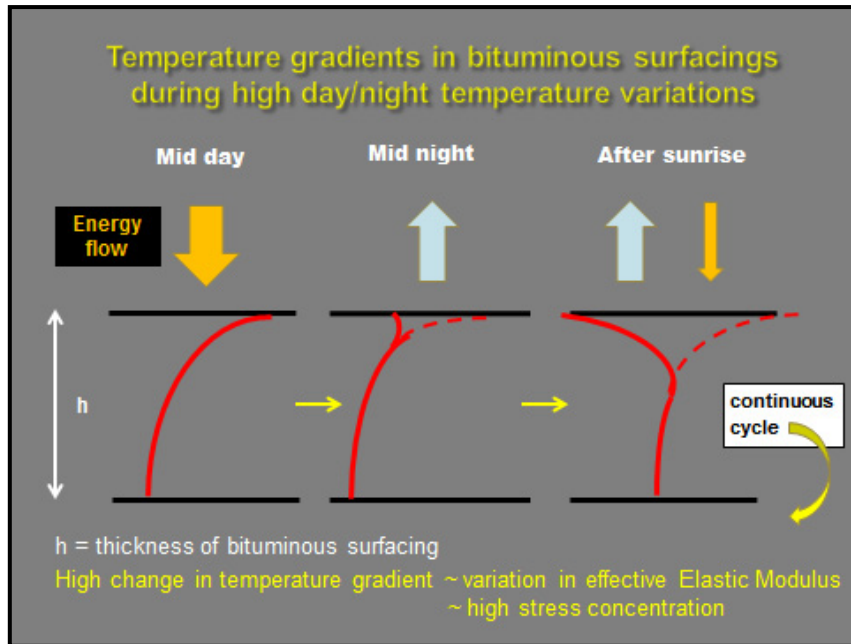 Temperature gradients in bituminous surfacings
during high day/night temperature variations
Mid day
Mid night
After sunrise
Energy
flow
h
continuous
cycle
h = thickness of bituminous surfacing
High change in temperature gradient ~ variation in effective Elastic Modulus
~ high stress concentration